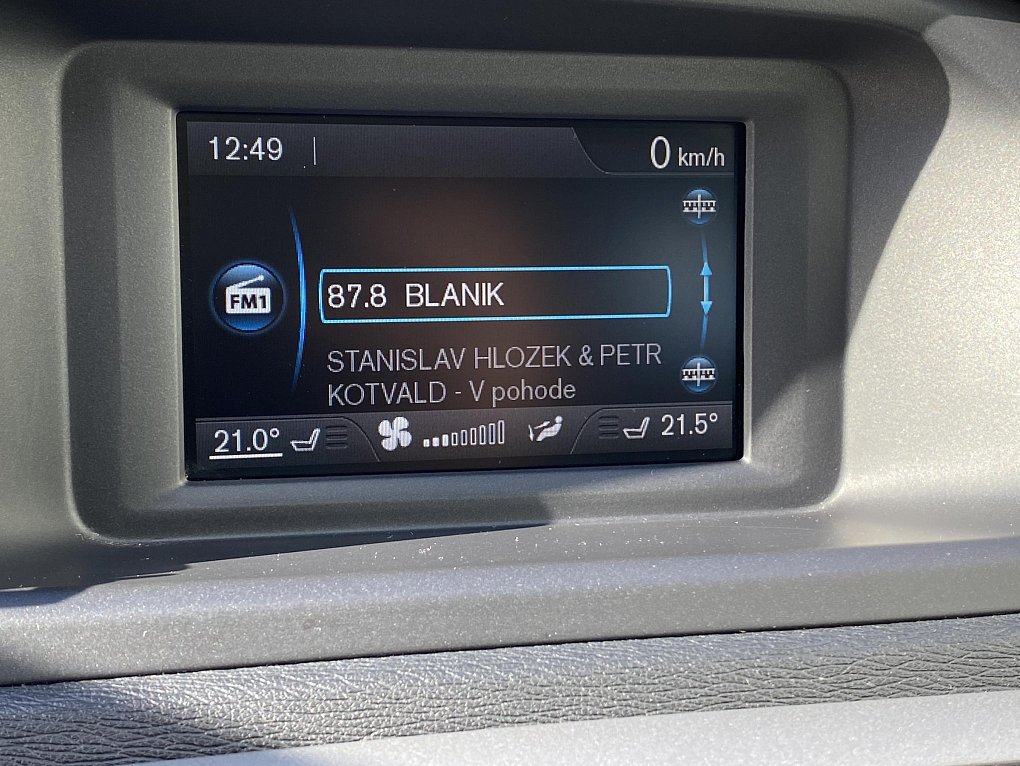 12:49
0 km/h
FM1
87.8 BLANIK
STANISLAV HLOZEK & PETR
KOTVALD - V pohode
21.0°
21.5°